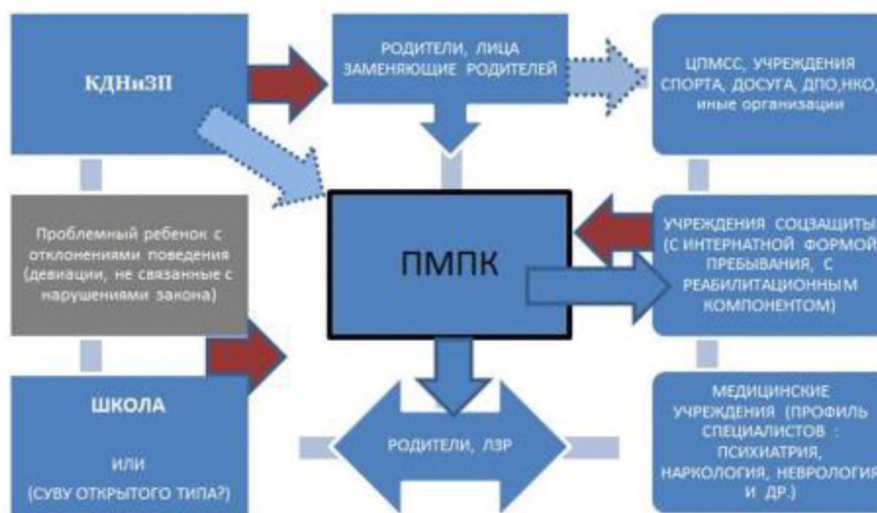 КДНиЗП
РОДИТЕЛИ, ЛИЦА
ЗАМЕНЯЮЩИЕ РОДИТЕЛЕЙ
ЦПМСС, УЧРЕЖДЕНИЯ
СПОРТА, ДОСУГА, ДПО,НКО,
иные организации
Проблемный ребенок с
отклонениями поведения
(девиации, не связанные с
нарушениями закона)
ПМПК
УЧРЕЖДЕНИЯ СОЦЗАЩИТЫ
(С ИНТЕРНАТНОЙ ФОРМОЙ
ПРЕБЫВАНИЯ, С
РЕАБИЛИТАЦИОННЫМ
КОМПОНЕНТОМ)
ШКОЛА
ИЛИ
(СУВУ ОТКРЫТОГО ТИПА?)
РОДИТЕЛИ, ЛЗР
МЕДИЦИНСКИЕ
УЧРЕЖДЕНИЯ (ПРОФИЛЬ
СПЕЦИАЛИСТОВ :
ПСИХИАТРИЯ,
НАРКОЛОГИЯ, НЕВРОЛОГИЯ
И ДР.)